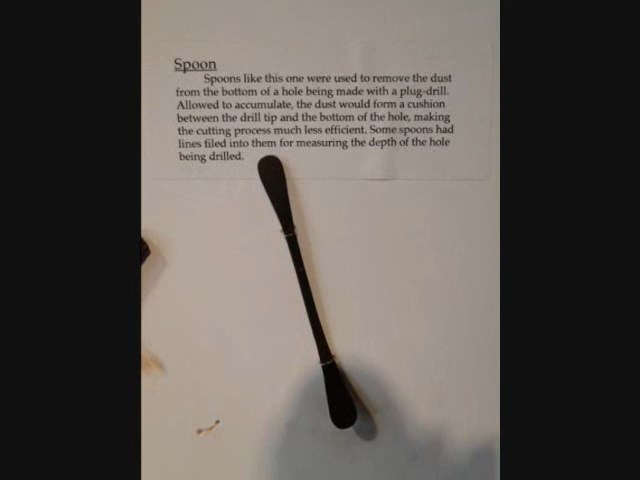 Spoon
Spoons like this one were used to remove the dust
from the bottom of a hole being made with a plug-drill.
Allowed to accumulate, the dust would form a cushion
between the drill tip and the bottom of the hole, making
the cutting process much less efficient. Some spoons had
lines filed into them for measuring the depth of the hole
being drilled.